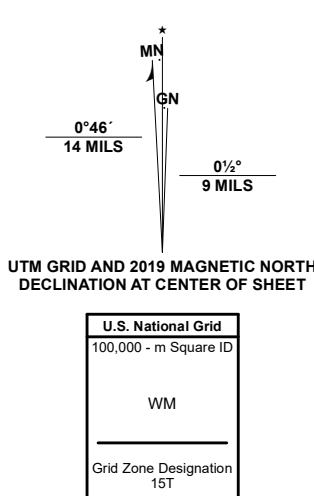 ★
MN
GN
0°46´
14 MILS
0½°
9 MILS
UTM GRID AND 2019 MAGNETIC NORTH
DECLINATION AT CENTER OF SHEET
U.S. National Grid
100,000 - m Square ID
WM
Grid Zone Designation
15T